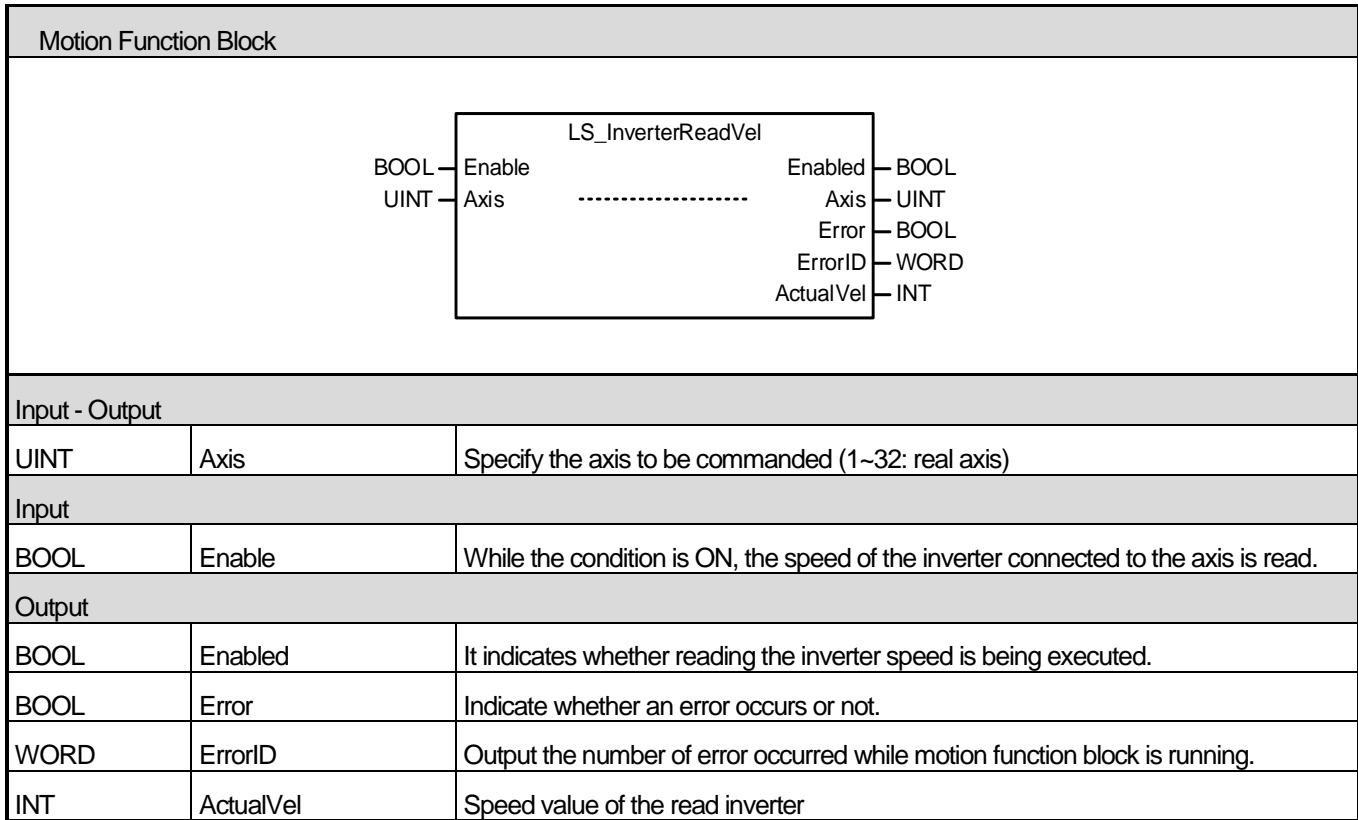 Motion Function Block
LS_InverterReadVel
BOOL Enable Enabled BOOL
UINT Axis Axis UINT
Error BOOL
ErrorID WORD
ActualVel INT
Input - Output
UINT Axis Specify the axis to be commanded (1~32: real axis)
Input
BOOL Enable While the condition is ON, the speed of the inverter connected to the axis is read.
Output
BOOL Enabled It indicates whether reading the inverter speed is being executed.
BOOL Error Indicate whether an error occurs or not.
WORD ErrorID Output the number of error occurred while motion function block is running.
INT ActualVel Speed value of the read inverter